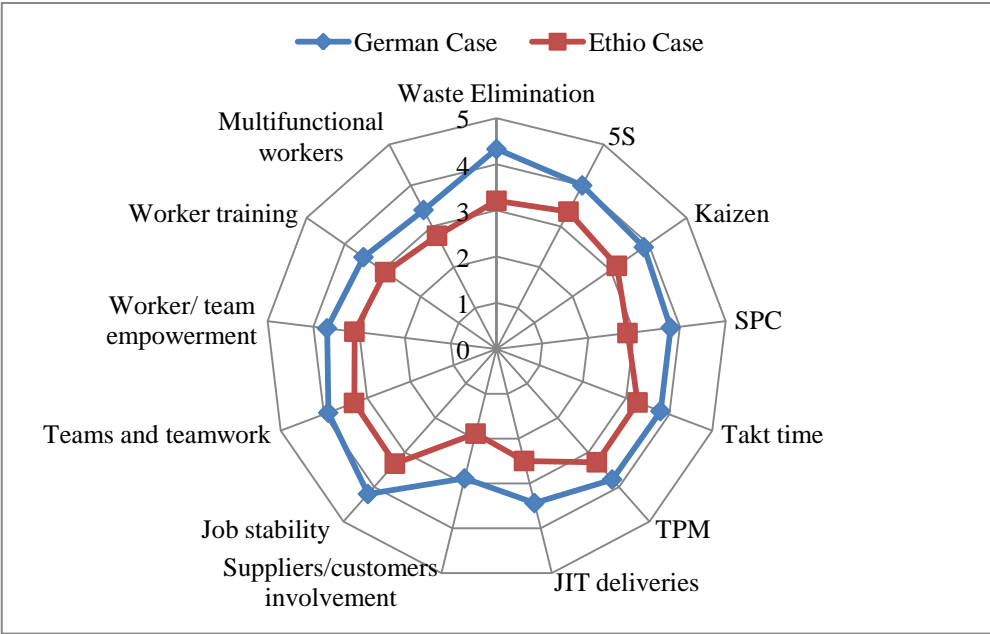 German Case
Ethio Case
Waste Elimination
5S
Kaizen
SPC
Takt time
TPM
JIT deliveries
Suppliers/customers
involvement
Job stability
Teams and teamwork
Worker/ team
empowerment
Worker training
Multifunctional
workers
5
4
3
2
1
0